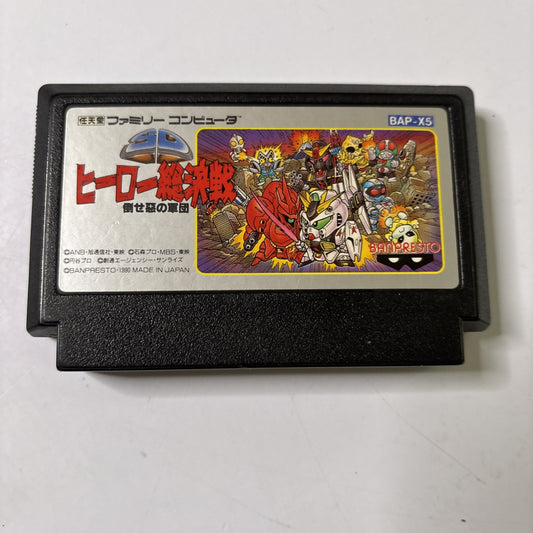 任天堂 ファミリー コンピュータ™
BAP-X5
SD
ヒーロー総決戦
倒せ悪の軍団
©ANB・旭通信社・東映 ©石森プロ・MBS・東映
©円谷プロ ©創通エージェンシー・サンライズ
©BANPRESTO 1990 MADE IN JAPAN
BANPRESTO